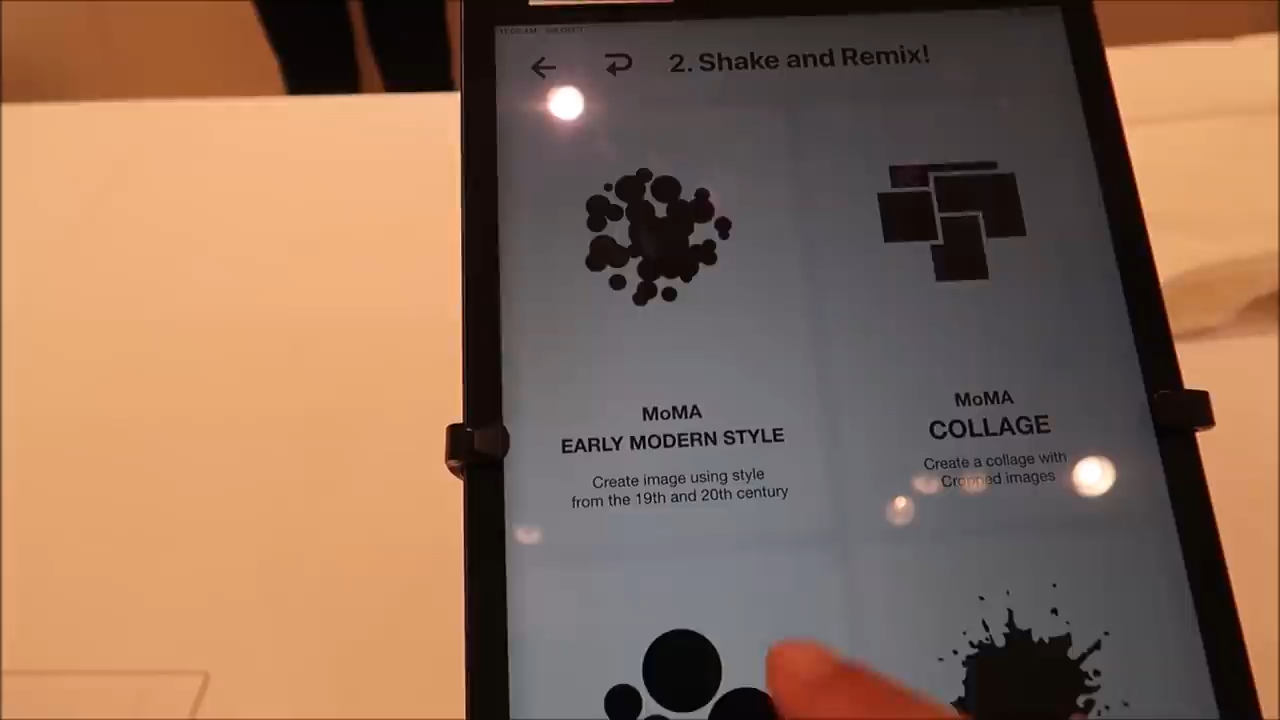 2. Shake and Remix!
MoMA
EARLY MODERN STYLE
Create image using style
from the 19th and 20th century
MoMA
COLLAGE
Create a collage with
Cropped images